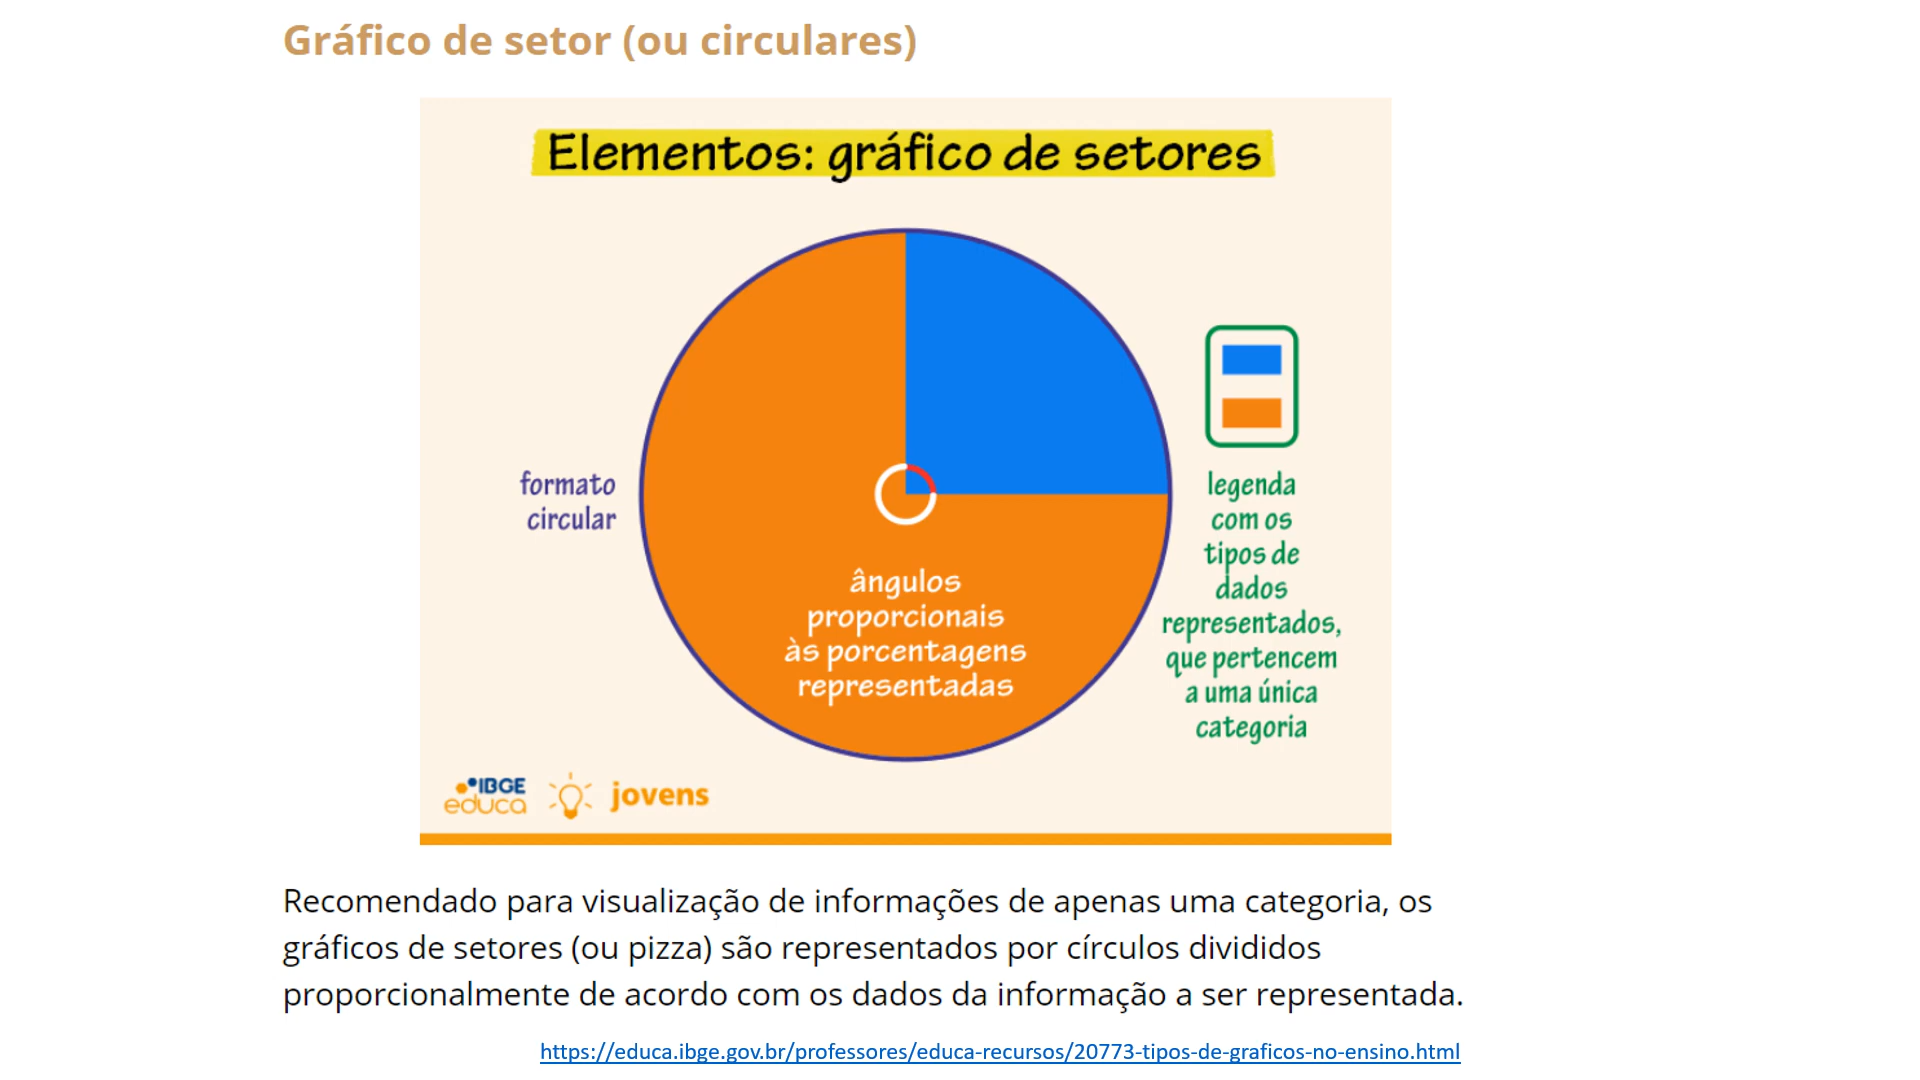 Gráfico de setor (ou circulares)
Elementos: gráfico de setores
formato
circular
ângulos
proporcionais
às porcentagens
representadas
legenda
com os
tipos de
dados
representados,
que pertencem
a uma única
categoria
IBGE
educa
jovens
Recomendado para visualização de informações de apenas uma categoria, os
gráficos de setores (ou pizza) são representados por círculos divididos
proporcionalmente de acordo com os dados da informação a ser representada.
https://educa.ibge.gov.br/professores/educa-recursos/20773-tipos-de-graficos-no-ensino.html